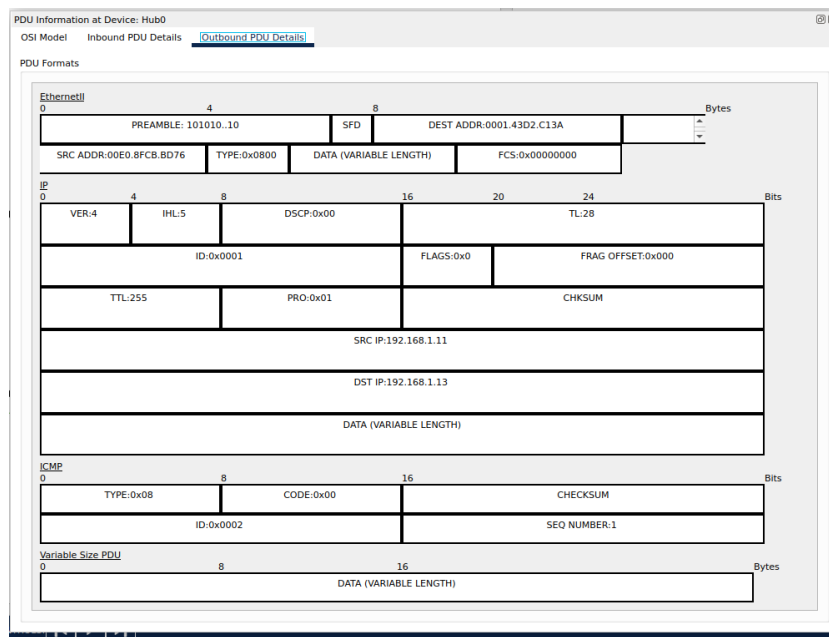 PDU Information at Device: Hub0
OSI Model Inbound PDU Details Outbound PDU Details
PDU Formats
EthernetII
0 4 8 Bytes
PREAMBLE: 101010..10 SFD DEST ADDR:0001.43D2.C13A
SRC ADDR:00E0.8FCB.BD76 TYPE:0x0800 DATA (VARIABLE LENGTH) FCS:0x00000000
IP
0 4 8 16 20 24 Bits
VER:4 IHL:5 DSCP:0x00 TL:28
ID:0x0001 FLAGS:0x0 FRAG OFFSET:0x000
TTL:255 PRO:0x01 CHKSUM
SRC IP:192.168.1.11
DST IP:192.168.1.13
DATA (VARIABLE LENGTH)
ICMP
0 8 16 Bits
TYPE:0x08 CODE:0x00 CHECKSUM
ID:0x0002 SEQ NUMBER:1
Variable Size PDU
0 8 16 Bytes
DATA (VARIABLE LENGTH)